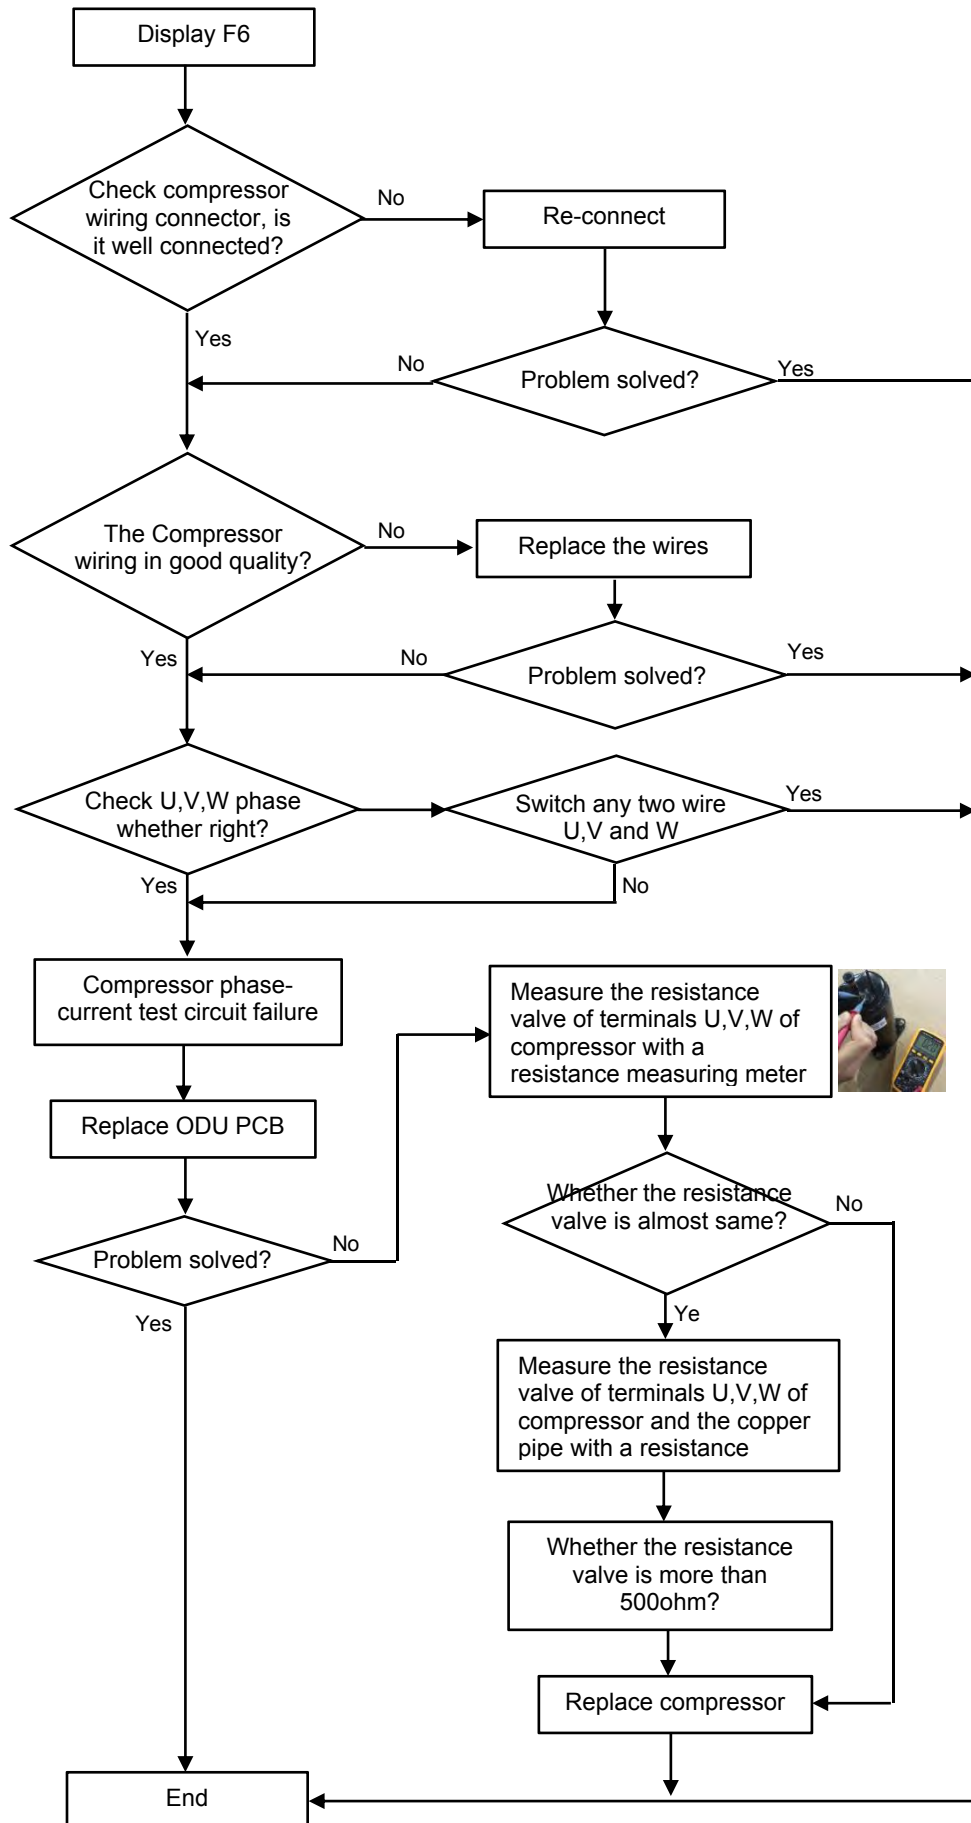 Display F6
Check compressor
wiring connector, is
it well connected?
No
Re-connect
Yes
No
Problem solved?
Yes
The Compressor
wiring in good quality?
No
Replace the wires
Yes
No
Problem solved?
Yes
Check U,V,W phase
whether right?
Switch any two wire
U,V and W
Yes
Yes
No
Compressor phase-
current test circuit failure
Measure the resistance
valve of terminals U,V,W of
compressor with a
resistance measuring meter
Replace ODU PCB
Problem solved?
No
Whether the resistance
valve is almost same?
No
Yes
Ye
Measure the resistance
valve of terminals U,V,W of
compressor and the copper
pipe with a resistance
Whether the resistance
valve is more than
500ohm?
Replace compressor
End